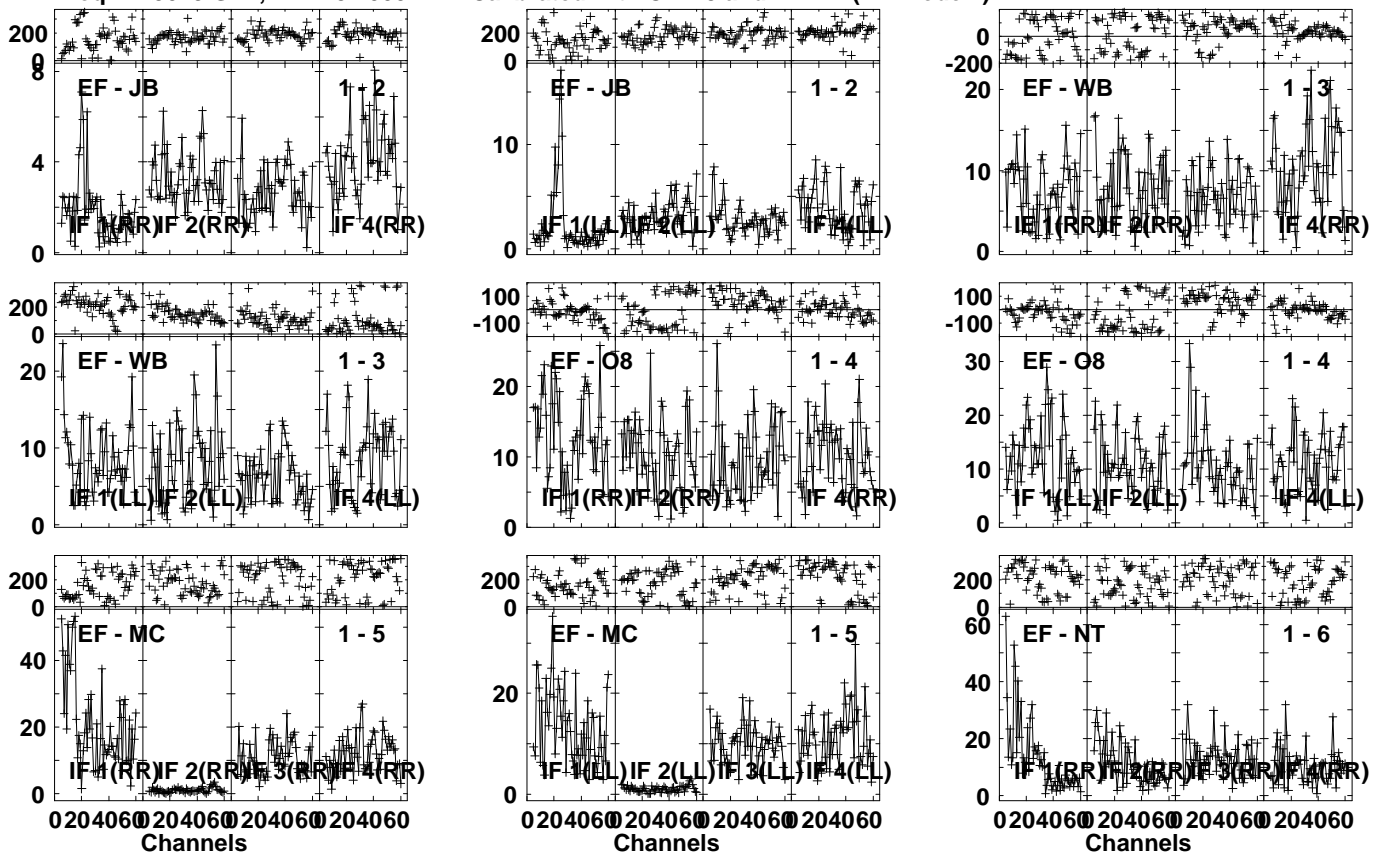 200
0
8
4
0
EF - JB
1 - 2
IF 1(RR)
IF 2(RR)
IF 4(RR)
200
0
10
0
EF - JB
1 - 2
IF 1(LL)
IF 2(LL)
IF 4(LL)
0
-200
20
10
0
EF - WB
1 - 3
IF 1(RR)
IF 2(RR)
IF 4(RR)
200
0
20
10
0
EF - WB
1 - 3
IF 1(LL)
IF 2(LL)
IF 4(LL)
100
-100
20
10
0
EF - O8
1 - 4
IF 1(RR)
IF 2(RR)
IF 4(RR)
100
-100
30
20
10
0
EF - O8
1 - 4
IF 1(LL)
IF 2(LL)
IF 4(LL)
200
0
40
20
0
EF - MC
1 - 5
IF 1(RR)
IF 2(RR)
IF 3(RR)
IF 4(RR)
0 20 40 60 0 20 40 60 0 20 40 60 0 20 40 60
Channels
200
0
20
0
EF - MC
1 - 5
IF 1(LL)
IF 2(LL)
IF 3(LL)
IF 4(LL)
0 20 40 60 0 20 40 60 0 20 40 60 0 20 40 60
Channels
200
0
60
40
20
0
EF - NT
1 - 6
IF 1(RR)
IF 2(RR)
IF 3(RR)
IF 4(RR)
0 20 40 60 0 20 40 60 0 20 40 60 0 20 40 60
Channels